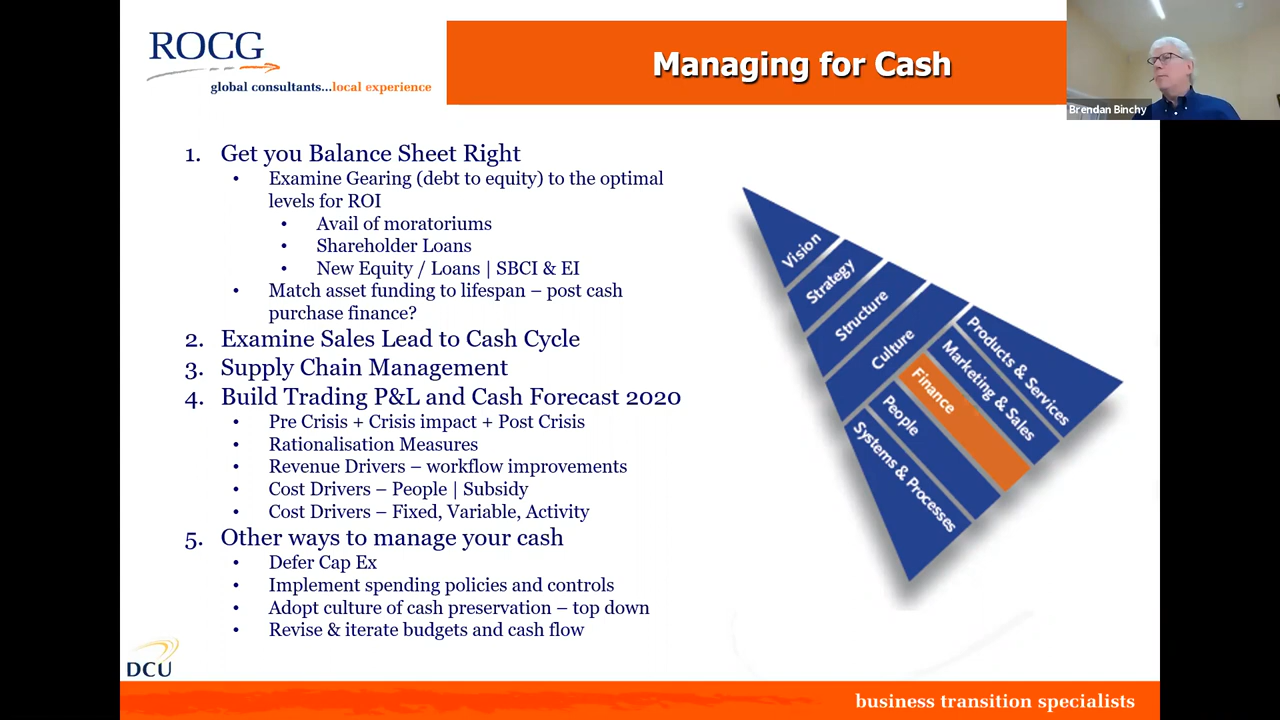 ROCG
global consultants...local experience
Managing for Cash
Brendan Binchy
1. Get you Balance Sheet Right
• Examine Gearing (debt to equity) to the optimal
levels for ROI
• Avail of moratoriums
• Shareholder Loans
• New Equity / Loans | SBCI & EI
• Match asset funding to lifespan – post cash
purchase finance?
2. Examine Sales Lead to Cash Cycle
3. Supply Chain Management
4. Build Trading P&L and Cash Forecast 2020
• Pre Crisis + Crisis impact + Post Crisis
• Rationalisation Measures
• Revenue Drivers – workflow improvements
• Cost Drivers – People | Subsidy
• Cost Drivers – Fixed, Variable, Activity
5. Other ways to manage your cash
• Defer Cap Ex
• Implement spending policies and controls
• Adopt culture of cash preservation – top down
• Revise & iterate budgets and cash flow
Vision
Strategy
Structure
Culture
Products & Services
Marketing & Sales
Finance
People
Systems & Processes
DCU
business transition specialists